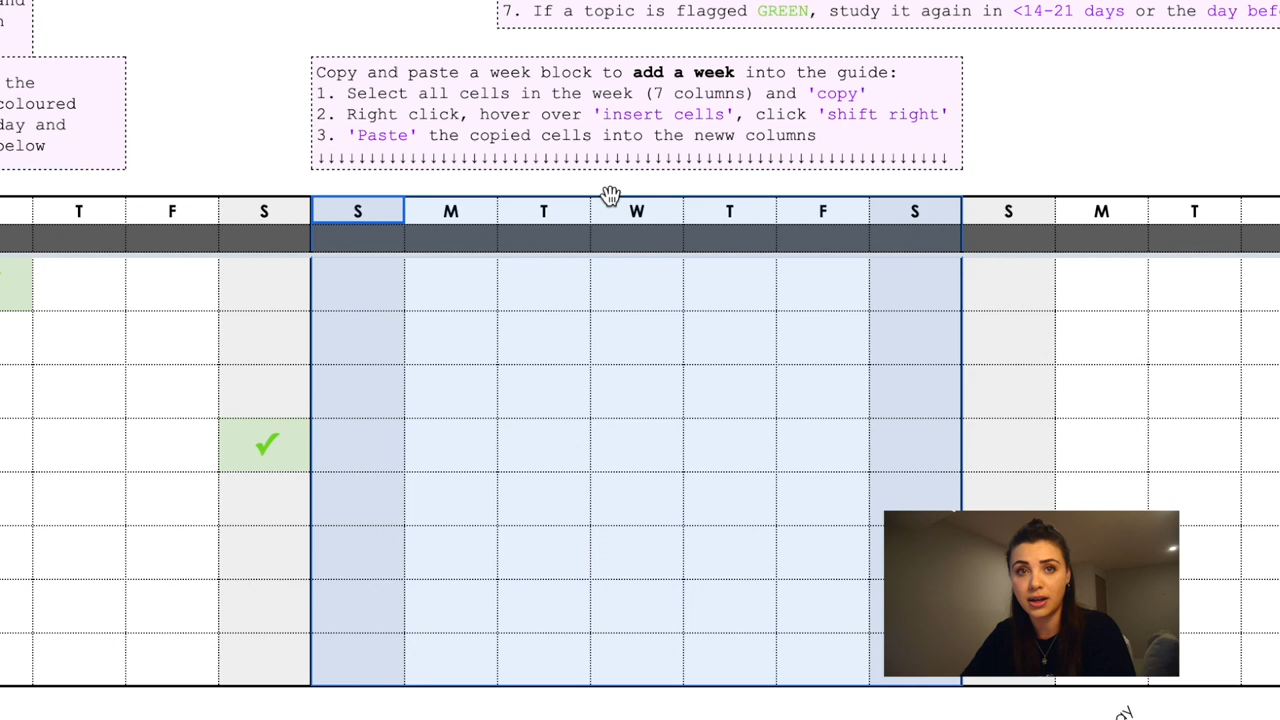 and
7. If a topic is flagged GREEN, study it again in <14-21 days or the day
the
coloured
day and
below
Copy and paste a week block to add a week into the guide:
1. Select all cells in the week (7 columns) and 'copy'
2. Right click, hover over 'insert cells', click 'shift right'
3. 'Paste' the copied cells into the neww columns
↓↓↓↓↓↓↓↓↓↓↓↓↓↓↓↓↓↓↓↓↓↓↓↓↓↓↓↓↓↓↓↓↓↓↓↓↓↓↓↓↓↓↓↓↓↓↓↓↓↓↓↓↓↓↓↓↓↓↓↓↓
T F S S M T W T F S S M T